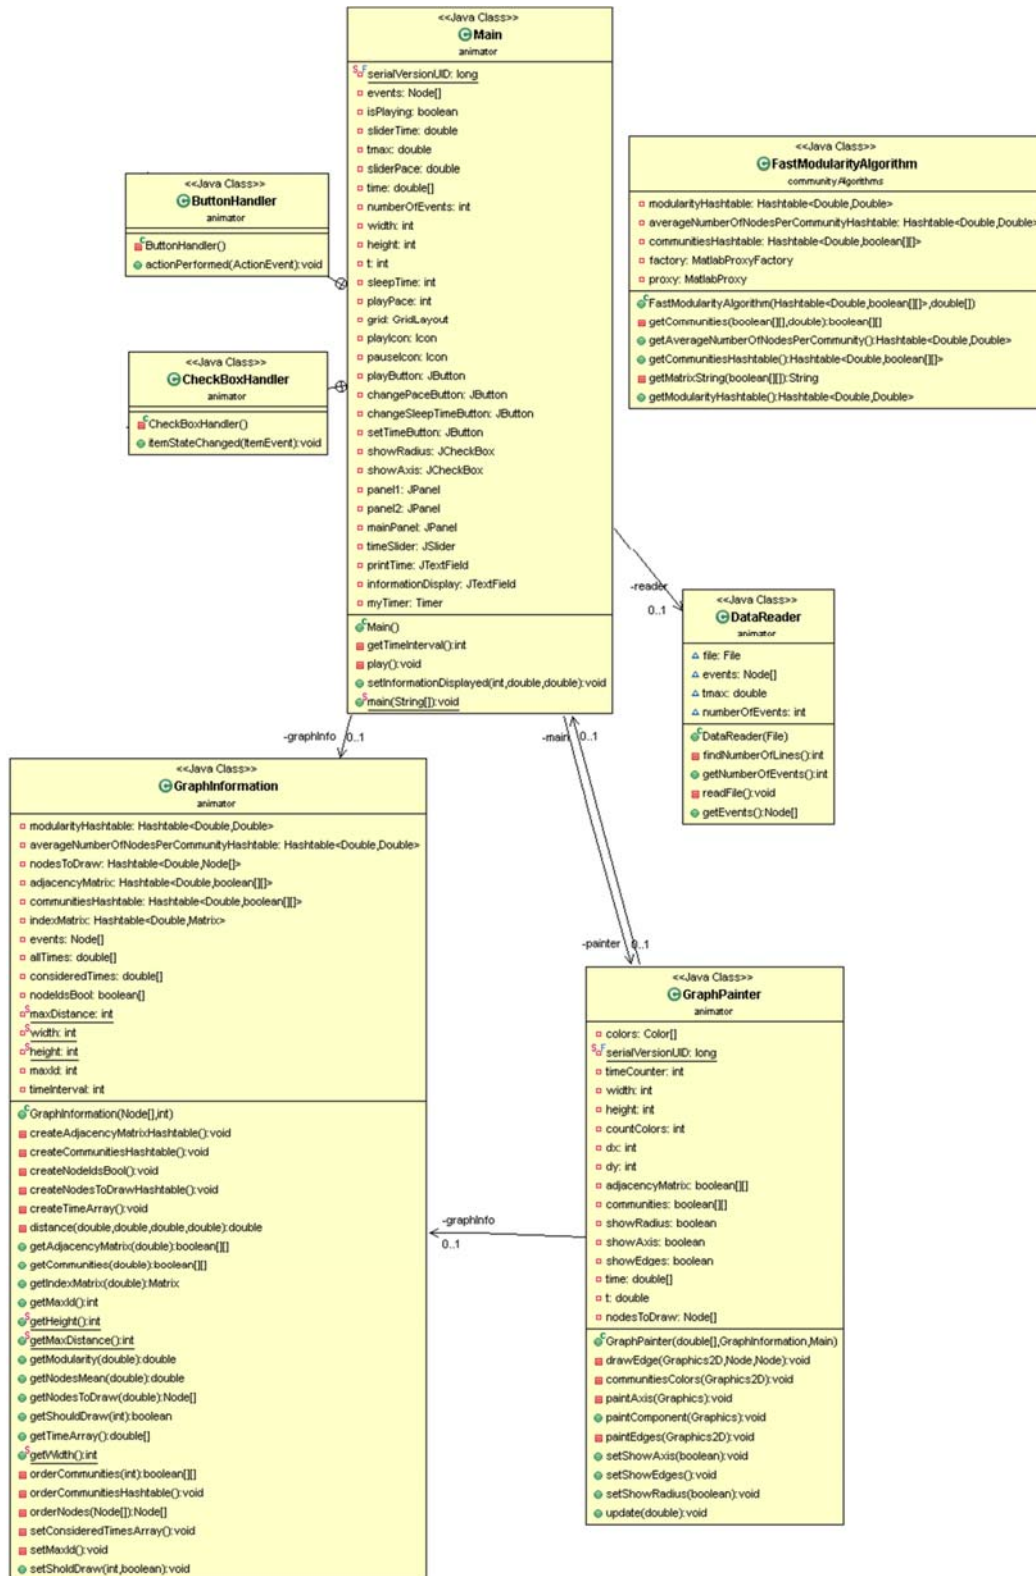 <<Java Class>>
Main
animator
serialVersionUID: long
events: Node[]
isPlaying: boolean
sliderTime: double
tmax: double
sliderPace: double
time: double[]
numberOfEvents: int
width: int
height: int
t: int
sleepTime: int
playPace: int
grid: GridLayout
playIcon: Icon
pauseIcon: Icon
playButton: JButton
changePaceButton: JButton
changeSleepTimeButton: JButton
setTimeButton: JButton
showRadius: JCheckBox
showAxis: JCheckBox
panel1: JPanel
panel2: JPanel
mainPanel: JPanel
timeSlider: JSlider
printTime: JTextField
informationDisplay: JTextField
myTimer: Timer
Main()
getTimeInterval():int
play():void
setInformationDisplayed(int,double,double):void
main(String[]):void
<<Java Class>>
ButtonHandler
animator
ButtonHandler()
actionPerformed(ActionEvent):void
<<Java Class>>
CheckBoxHandler
animator
CheckBoxHandler()
itemStateChanged(ItemEvent):void
<<Java Class>>
FastModularityAlgorithm
communityAlgorithms
modularityHashtable: Hashtable<Double,Double>
averageNumberOfNodesPerCommunityHashtable: Hashtable<Double,Double>
communitiesHashtable: Hashtable<Double,boolean[][]>
factory: MatlabProxyFactory
proxy: MatlabProxy
FastModularityAlgorithm(Hashtable<Double,boolean[][]>,double[])
getCommunities(boolean[][],double):boolean[][]
getAverageNumberOfNodesPerCommunity():Hashtable<Double,Double>
getCommunitiesHashtable():Hashtable<Double,boolean[][]>
getMatrixString(boolean[][]):String
getModularityHashtable():Hashtable<Double,Double>
-reader
0..1
<<Java Class>>
DataReader
animator
file: File
events: Node[]
tmax: double
numberOfEvents: int
DataReader(File)
findNumberOfLines():int
getNumberOfEvents():int
readFile():void
getEvents():Node[]
-graphInfo 0..1
-main 0..1
<<Java Class>>
GraphInformation
animator
modularityHashtable: Hashtable<Double,Double>
averageNumberOfNodesPerCommunityHashtable: Hashtable<Double,Double>
nodesToDraw: Hashtable<Double,Node[]>
adjacencyMatrix: Hashtable<Double,boolean[][]>
communitiesHashtable: Hashtable<Double,boolean[][]>
indexMatrix: Hashtable<Double,Matrix>
events: Node[]
allTimes: double[]
consideredTimes: double[]
nodeIdsBool: boolean[]
maxDistance: int
width: int
height: int
maxId: int
timeInterval: int
GraphInformation(Node[],int)
createAdjacencyMatrixHashtable():void
createCommunitiesHashtable():void
createNodeIdsBool():void
createNodesToDrawHashtable():void
createTimeArray():void
distance(double,double,double,double):double
getAdjacencyMatrix(double):boolean[][]
getCommunities(double):boolean[][]
getIndexMatrix(double):Matrix
getMaxId():int
getHeight():int
getMaxDistance():int
getModularity(double):double
getNodesMean(double):double
getNodesToDraw(double):Node[]
getShouldDraw(int):boolean
getTimeArray():double[]
getWidth():int
orderCommunities(int):boolean[][]
orderCommunitiesHashtable():void
orderNodes(Node[]):Node[]
setConsideredTimesArray():void
setMaxId():void
setSholdDraw(int,boolean):void
-painter 0..1
-graphInfo
0..1
<<Java Class>>
GraphPainter
animator
colors: Color[]
serialVersionUID: long
timeCounter: int
width: int
height: int
countColors: int
dx: int
dy: int
adjacencyMatrix: boolean[][]
communities: boolean[][]
showRadius: boolean
showAxis: boolean
showEdges: boolean
time: double[]
t: double
nodesToDraw: Node[]
GraphPainter(double[],GraphInformation,Main)
drawEdge(Graphics2D,Node,Node):void
communitiesColors(Graphics2D):void
paintAxis(Graphics):void
paintComponent(Graphics):void
paintEdges(Graphics2D):void
setShowAxis(boolean):void
setShowEdges():void
setShowRadius(boolean):void
update(double):void